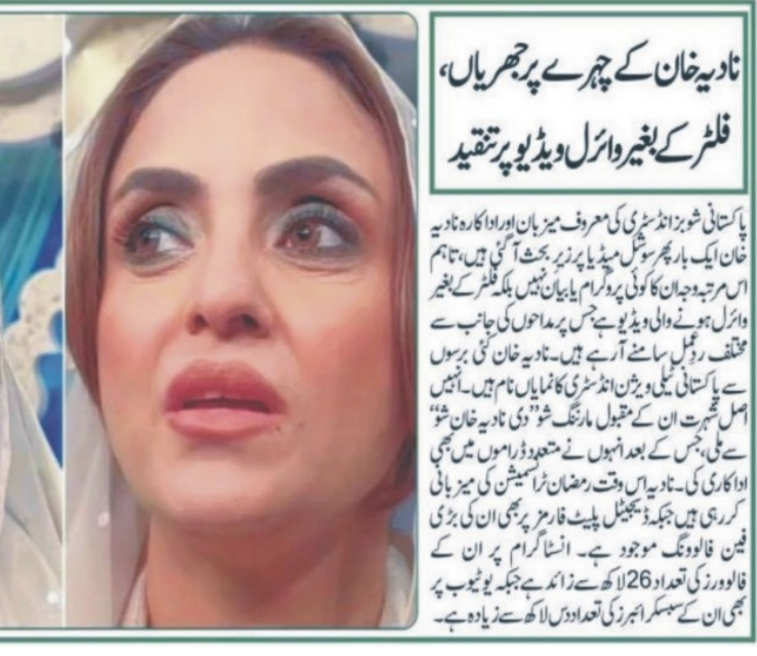 نادیہ خان کے چہرے پر جھریاں،
فلٹر کے بغیر وائرل ویڈیو پر تنقید
پاکستانی شوبز انڈسٹری کی معروف میزبان اور اداکارہ نادیہ
خان ایک بار پھر سوشل میڈیا پر زیر بحث آ گئی ہیں، تاہم
اس مرتبہ وجہ ان کا کوئی پروگرام یا بیان نہیں بلکہ فلٹر کے بغیر
وائرل ہونے والی ویڈیو ہے جس پر مداحوں کی جانب سے
مختلف ردِعمل سامنے آ رہے ہیں۔ نادیہ خان کئی برسوں
سے پاکستانی ٹیلی ویژن انڈسٹری کا نمایاں نام ہیں۔ انہیں
اصل شہرت ان کے مقبول مارننگ شو ”دی نادیہ خان شو“
سے ملی، جس کے بعد انہوں نے متعدد ڈراموں میں بھی
اداکاری کی۔ نادیہ اس وقت رمضان ٹرانسمیشن کی میزبانی
کر رہی ہیں جبکہ ڈیجیٹل پلیٹ فارمز پر بھی ان کی بڑی
فین فالوونگ موجود ہے۔ انسٹا گرام پر ان کے
فالوورز کی تعداد 26 لاکھ سے زائد ہے جبکہ یوٹیوب پر
بھی ان کے سبسکرائبرز کی تعداد دس لاکھ سے زیادہ ہے۔